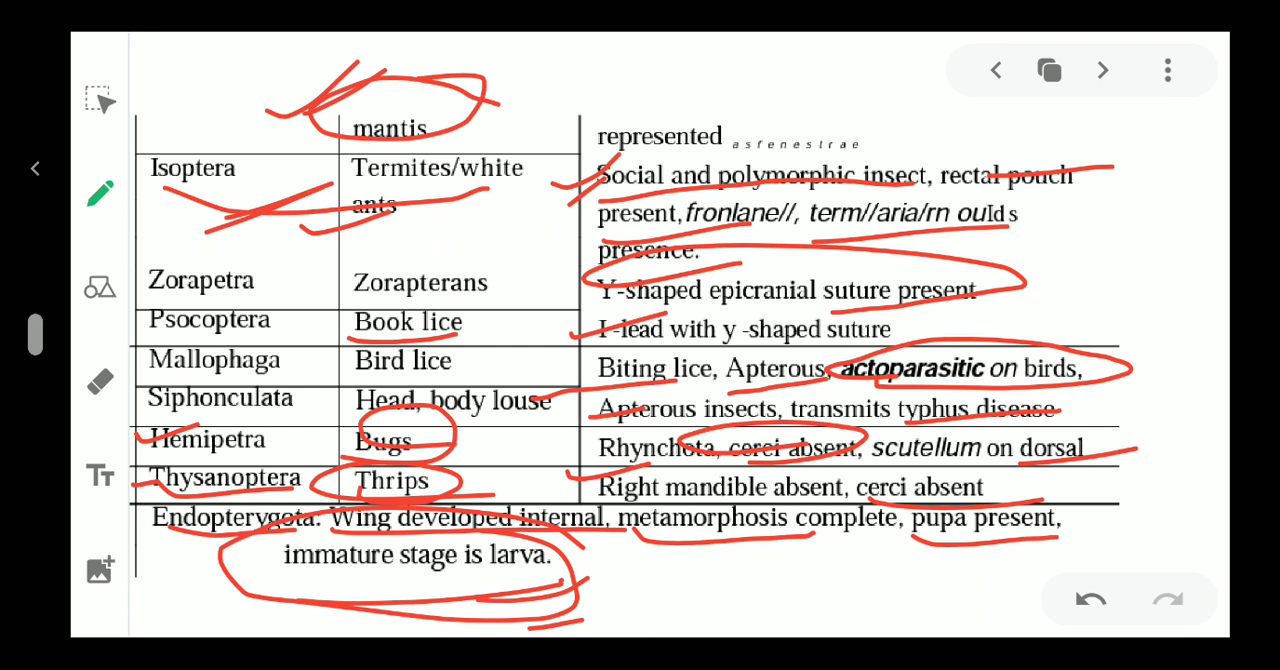 mantis represented a s f e n e s t r a e
Isoptera Termites/white Social and polymorphic insect, rectal pouch
ants present, fronlane//, term//aria/rn ouId s
presence.
Zorapetra Zorapterans Y-shaped epicranial suture present
Psocoptera Book lice I -lead with y -shaped suture
Mallophaga Bird lice Biting lice, Apterous, actoparasitic on birds,
Siphonculata Head, body louse Apterous insects, transmits typhus disease
Hemipetra Bugs Rhynchota, cerci absent, scutellum on dorsal
Thysanoptera Thrips Right mandible absent, cerci absent
Endopterygota: Wing developed internal, metamorphosis complete, pupa present,
immature stage is larva.
Tт